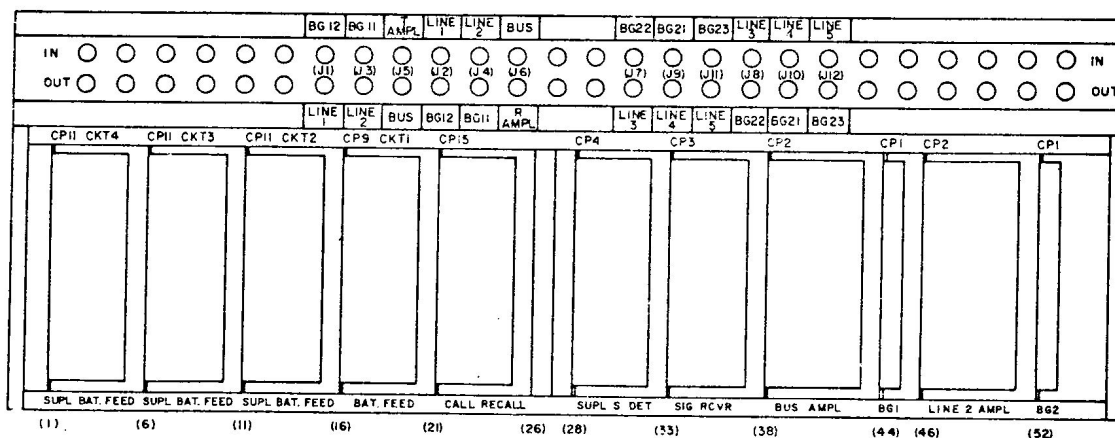 BG 12 BG 11 T AMPL LINE 1 LINE 2 BUS BG22 BG21 BG23 LINE 3 LINE 4 LINE 5
IN IN
(J1) (J3) (J5) (J2) (J4) (J6) (J7) (J9) (J11) (J8) (J10) (J12)
OUT OUT
LINE 1 LINE 2 BUS BG12 BG11 R AMPL LINE 3 LINE 4 LINE 5 BG22 BG21 BG23
CP11 CKT4 CP11 CKT3 CP11 CKT2 CP9 CKT1 CP15 CP4 CP3 CP2 CP1 CP2 CP1
SUPL BAT. FEED SUPL BAT. FEED SUPL BAT. FEED BAT. FEED CALL RECALL SUPL S DET SIG RCVR BUS AMPL BG1 LINE 2 AMPL BG2
(1) (6) (11) (16) (21) (26) (28) (33) (38) (44) (46) (52)